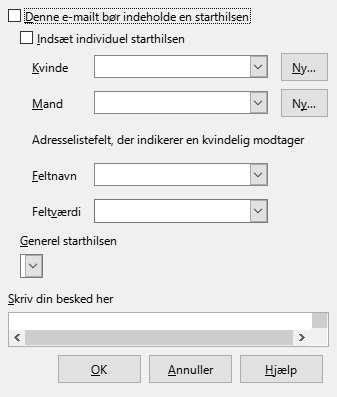 Denne e-mailt bør indeholde en starthilsen
Indsæt individuel starthilsen
Kvinde
Ny...
Mand
Ny...
Adresselistefelt, der indikerer en kvindelig modtager
Feltnavn
Feltværdi
Generel starthilsen
Skriv din besked her
OK
Annuller
Hjælp